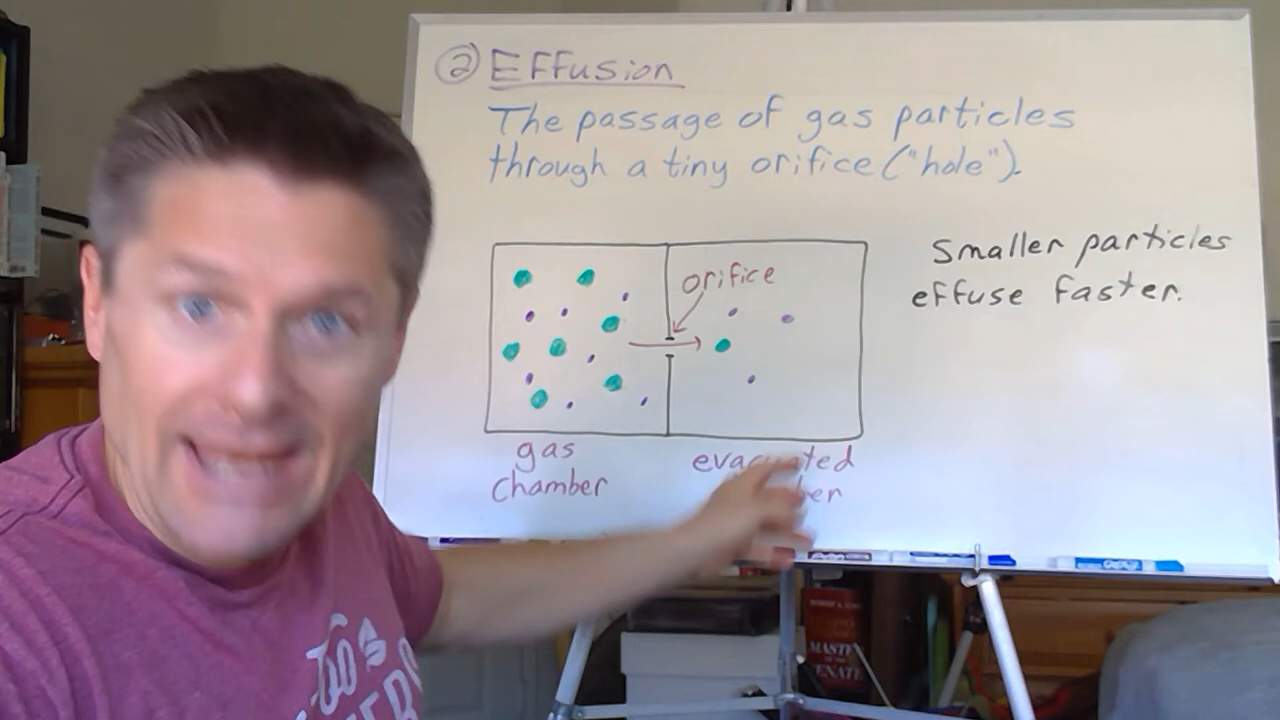 ② Effusion
The passage of gas particles
through a tiny orifice ("hole").
Smaller particles
effuse faster.
orifice
gas
chamber
evacuated
MASTER